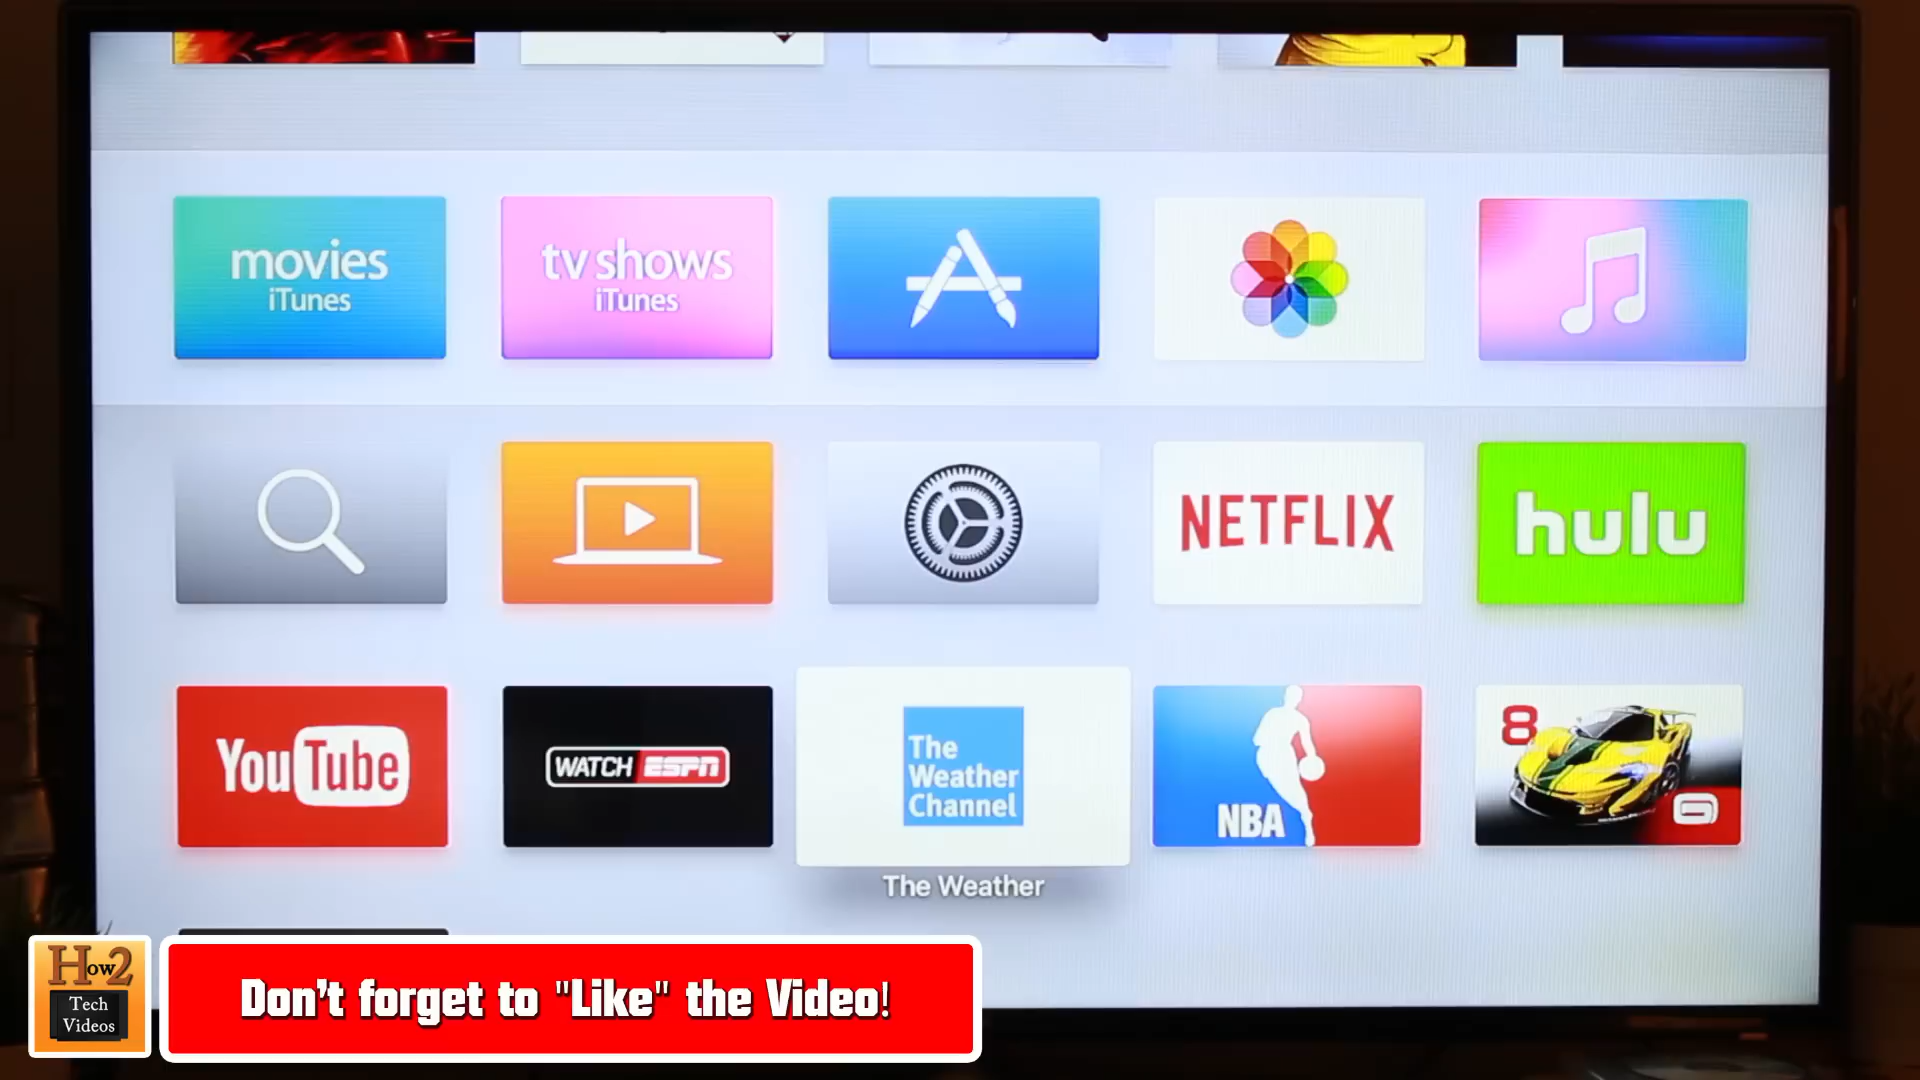 movies
iTunes
tv shows
iTunes
NETFLIX
hulu
YouTube
WATCH ESPN
The
Weather
Channel
NBA
8
The Weather
How2
Tech
Videos
Don't forget to "Like" the Video!